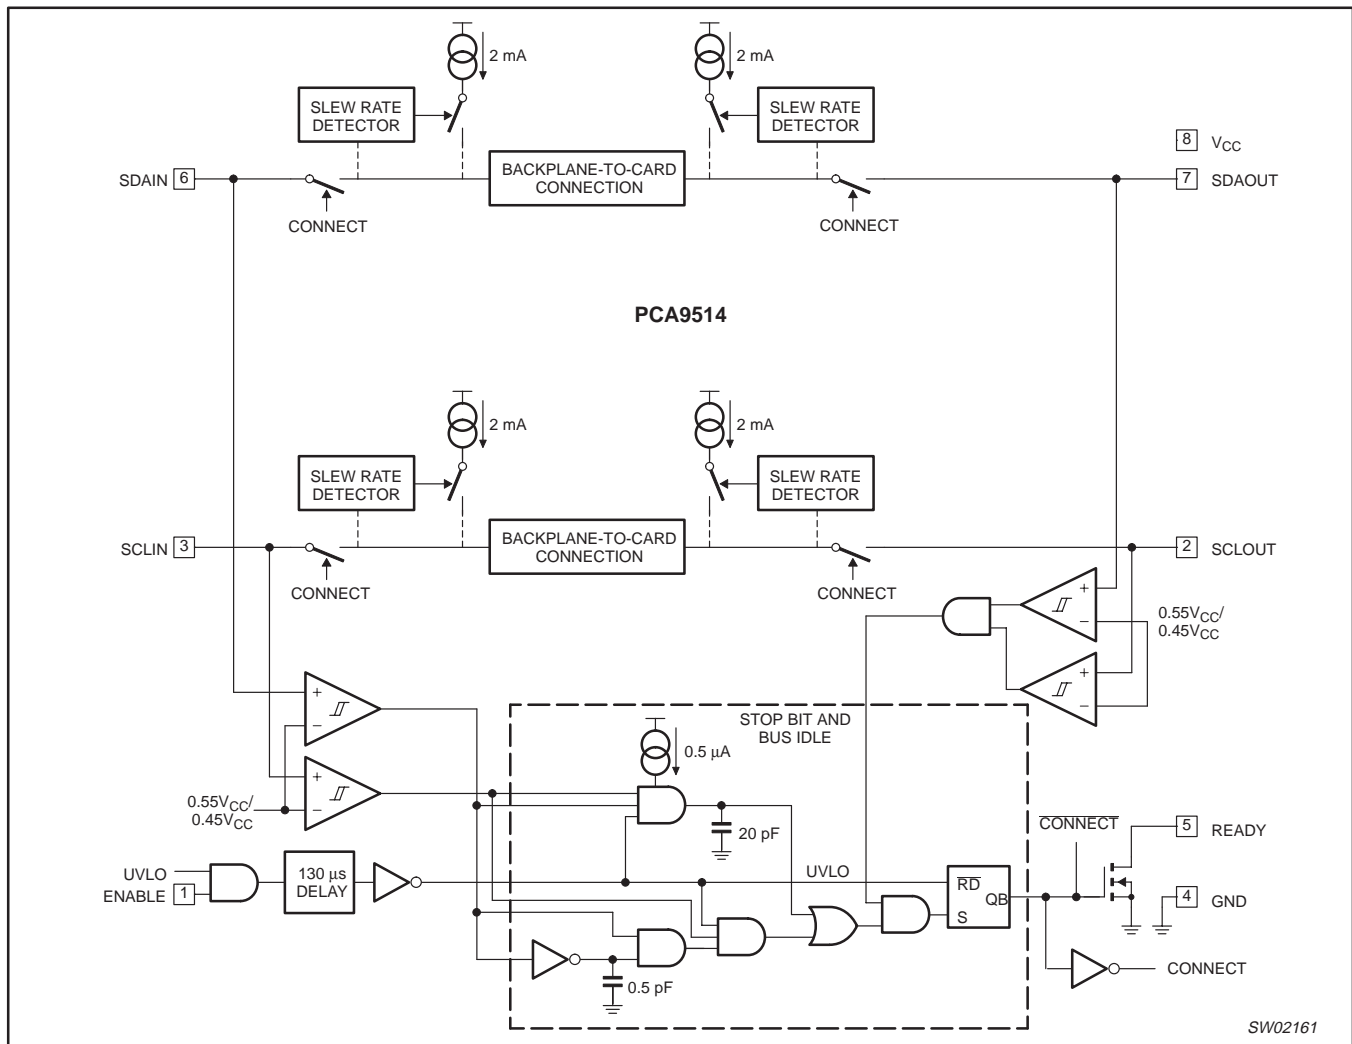 2 mA
2 mA
SLEW RATE
DETECTOR
SLEW RATE
DETECTOR
8 VCC
SDAIN 6
BACKPLANE-TO-CARD
CONNECTION
7 SDAOUT
CONNECT
CONNECT
PCA9514
2 mA
2 mA
SLEW RATE
DETECTOR
SLEW RATE
DETECTOR
SCLIN 3
BACKPLANE-TO-CARD
CONNECTION
2 SCLOUT
CONNECT
CONNECT
+
−
0.55VCC/
0.45VCC
+
−
+
−
STOP BIT AND
BUS IDLE
0.5 µA
+
−
0.55VCC/
0.45VCC
20 pF
CONNECT
5 READY
UVLO
ENABLE 1
130 µs
DELAY
UVLO
RD
QB
S
4 GND
0.5 pF
CONNECT
SW02161